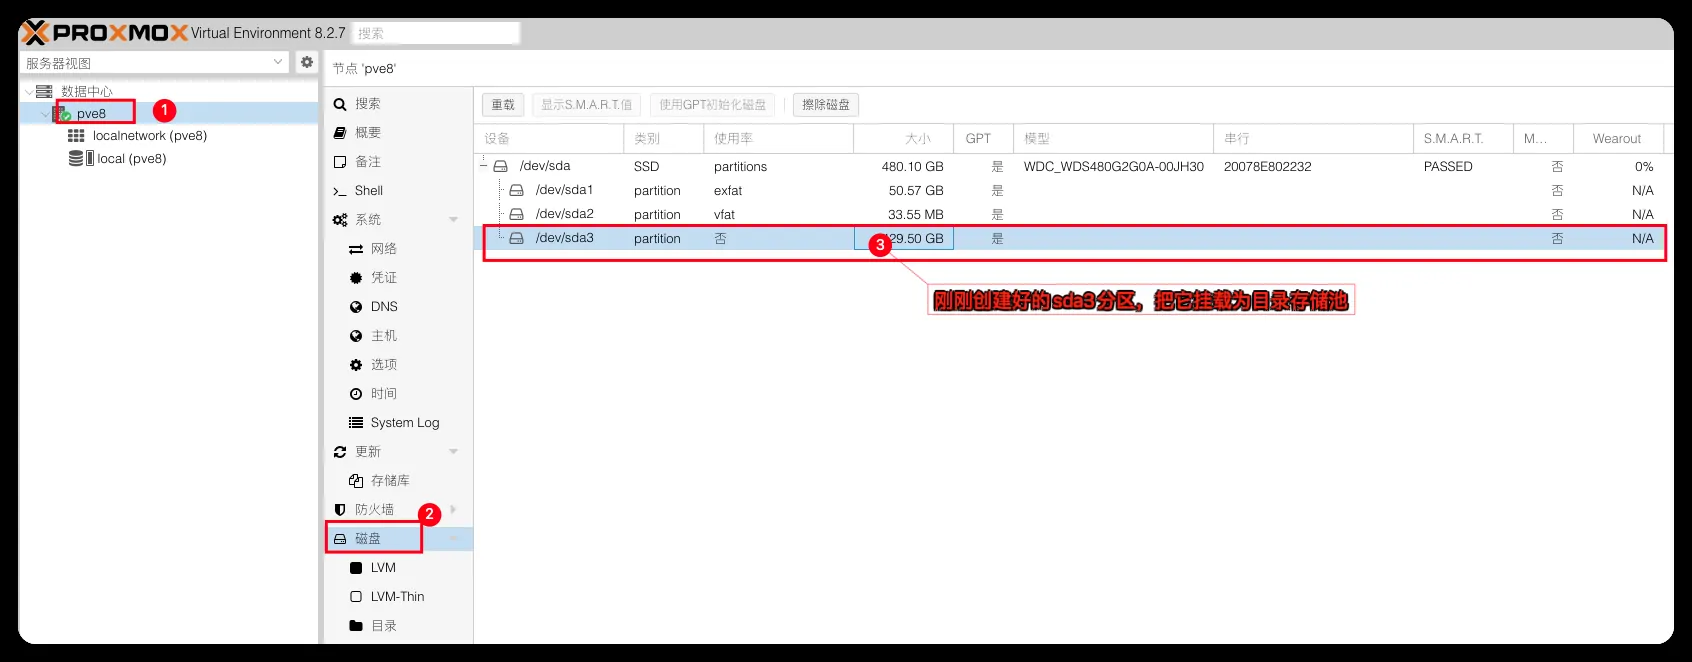 PROXMOX Virtual Environment 8.2.7 搜索
服务器视图
节点 'pve8'
数据中心
pve8
1
localnetwork (pve8)
local (pve8)
搜索
概要
备注
Shell
系统
网络
凭证
DNS
主机
选项
时间
System Log
更新
存储库
防火墙
2
磁盘
LVM
LVM-Thin
目录
重载 显示S.M.A.R.T.值 使用GPT初始化磁盘 擦除磁盘
设备 类别 使用率 大小 GPT 模型 串行 S.M.A.R.T. M... Wearout
/dev/sda SSD partitions 480.10 GB 是 WDC_WDS480G2G0A-00JH30 20078E802232 PASSED 否 0%
/dev/sda1 partition exfat 50.57 GB 是 否 N/A
/dev/sda2 partition vfat 33.55 MB 是 否 N/A
/dev/sda3 partition 否 29.50 GB 是 否 N/A
3
刚刚创建好的sda3分区，把它挂载为目录存储池